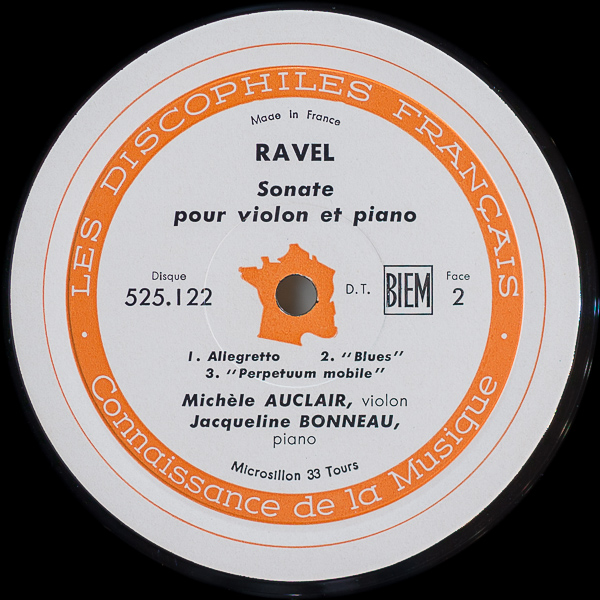 LES DISCOPHILES FRANÇAIS
Made In France
RAVEL
Sonate
pour violon et piano
Disque
525.122
D.T.
BIEM
Face
2
1. Allegretto 2. "Blues"
3. "Perpetuum mobile"
Michèle AUCLAIR, violon
Jacqueline BONNEAU,
piano
Microsillon 33 Tours
· Connaissance de la Musique ·